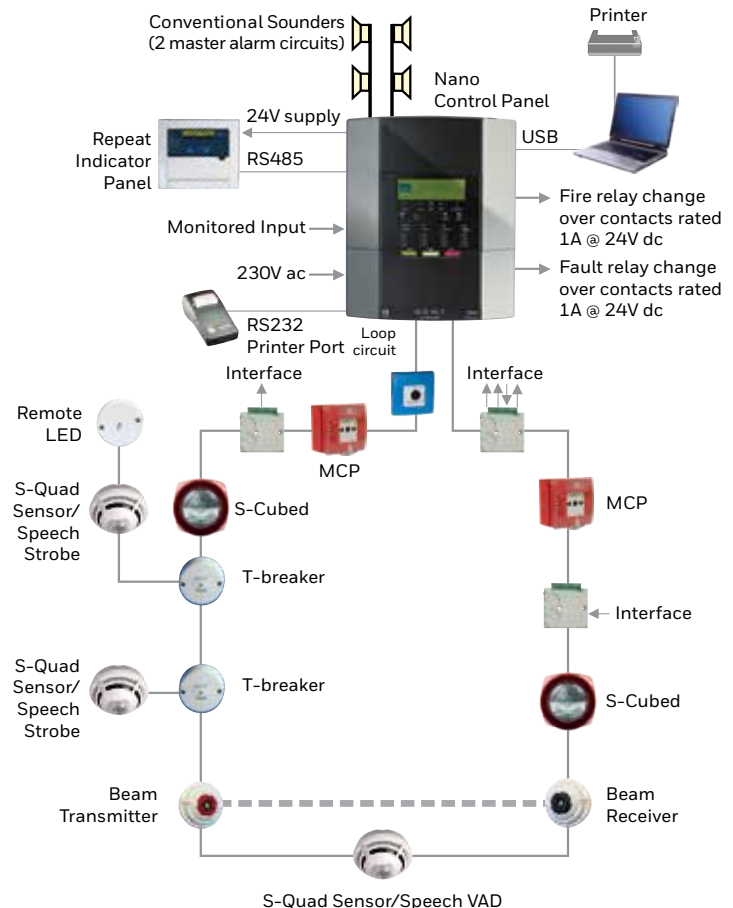 Conventional Sounders
(2 master alarm circuits)
Printer
Nano
Control Panel
24V supply
USB
Repeat
Indicator
Panel
RS485
Fire relay change
over contacts rated
1A @ 24V dc
Monitored Input
230V ac
Fault relay change
over contacts rated
1A @ 24V dc
RS232
Printer Port
Loop
circuit
Interface
Interface
Remote
LED
MCP
S-Quad
Sensor/
Speech
Strobe
S-Cubed
MCP
T-breaker
Interface
S-Quad
Sensor/
Speech
Strobe
T-breaker
S-Cubed
Beam
Transmitter
Beam
Receiver
S-Quad Sensor/Speech VAD